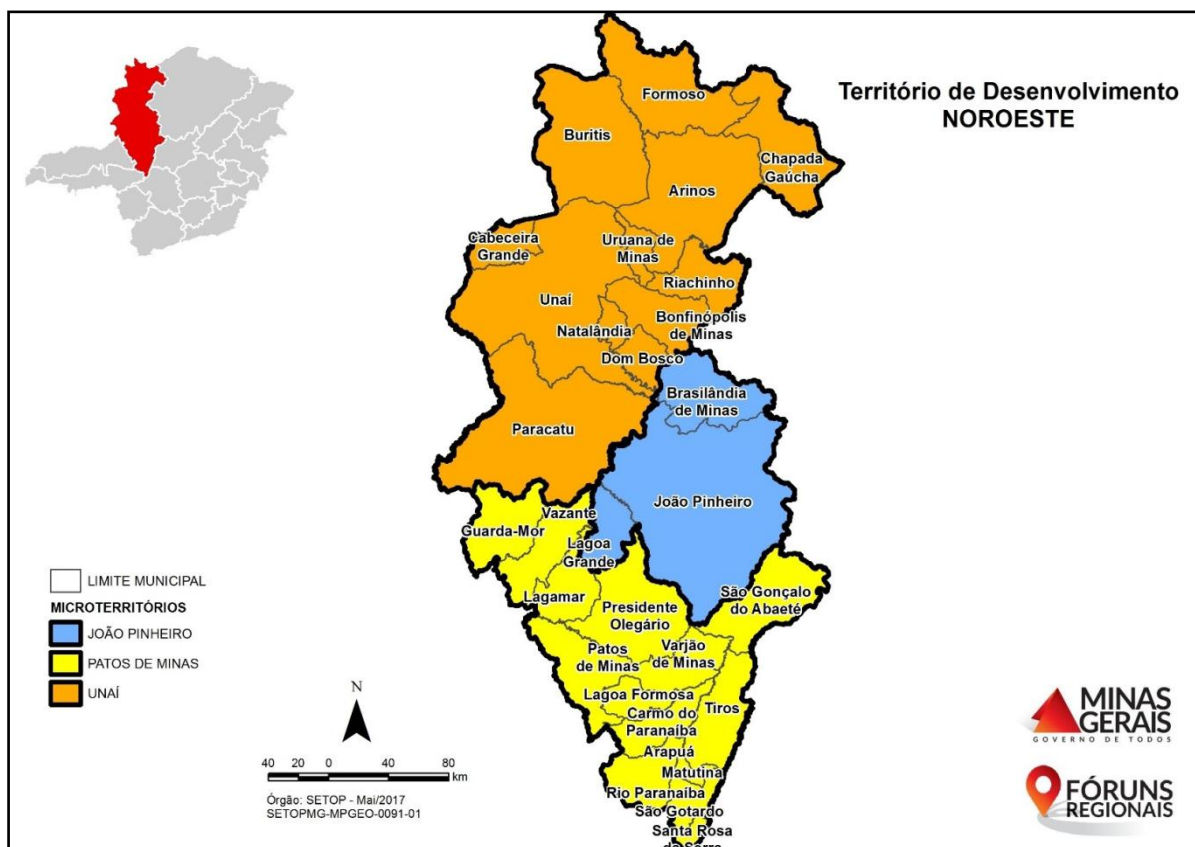 Território de Desenvolvimento
NOROESTE
Formoso
Buritis
Chapada
Gaúcha
Arinos
Cabeceira
Grande
Uruana de
Minas
Riachinho
Unaí
Bonfinópolis
de Minas
Natalândia
Dom Bosco
Brasilândia
de Minas
Paracatu
João Pinheiro
Vazante
Guarda-Mor
Lagoa
Grande
Lagamar
São Gonçalo
do Abaeté
Presidente
Olegário
Patos
de Minas
Varjão
de Minas
Lagoa Formosa
Tiros
Carmo do
Paranaíba
Arapuá
Matutina
Rio Paranaíba
São Gotardo
Santa Rosa
da Serra
LIMITE MUNICIPAL
MICROTERRITÓRIOS
JOÃO PINHEIRO
PATOS DE MINAS
UNAÍ
N
40 20 0 40 80
km
Órgão: SETOP - Mai/2017
SETOPMG-MPGEO-0091-01
MINAS
GERAIS
GOVERNO DE TODOS
FÓRUNS
REGIONAIS